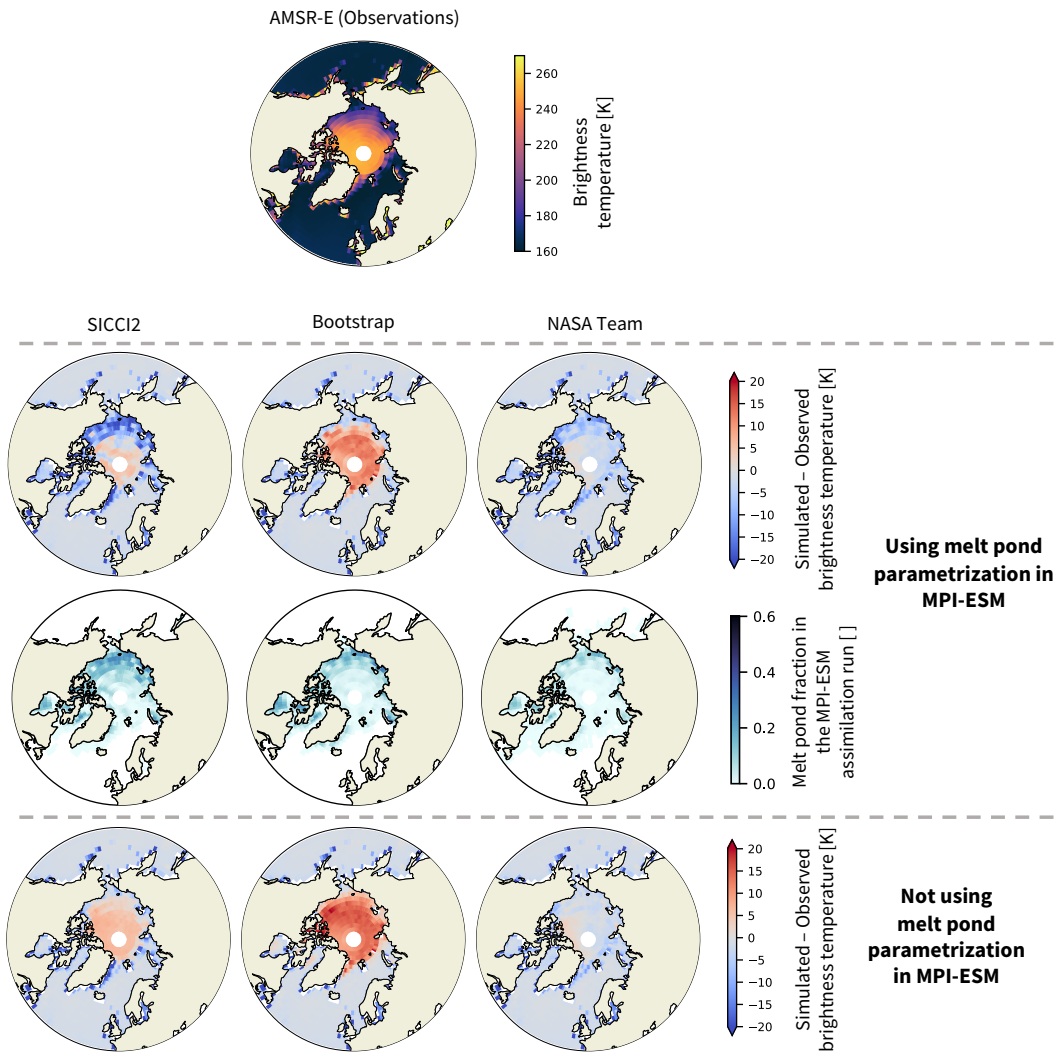 AMSR-E (Observations)
260
240
220
200
180
160
Brightness
temperature [K]
SICCI2
Bootstrap
NASA Team
20
15
10
5
0
−5
−10
−15
−20
Simulated – Observed
brightness temperature [K]
Using melt pond
parametrization in
MPI-ESM
0.6
0.4
0.2
0.0
Melt pond fraction in
the MPI-ESM
assimilation run [ ]
20
15
10
5
0
−5
−10
−15
−20
Simulated – Observed
brightness temperature [K]
Not using
melt pond
parametrization
in MPI-ESM